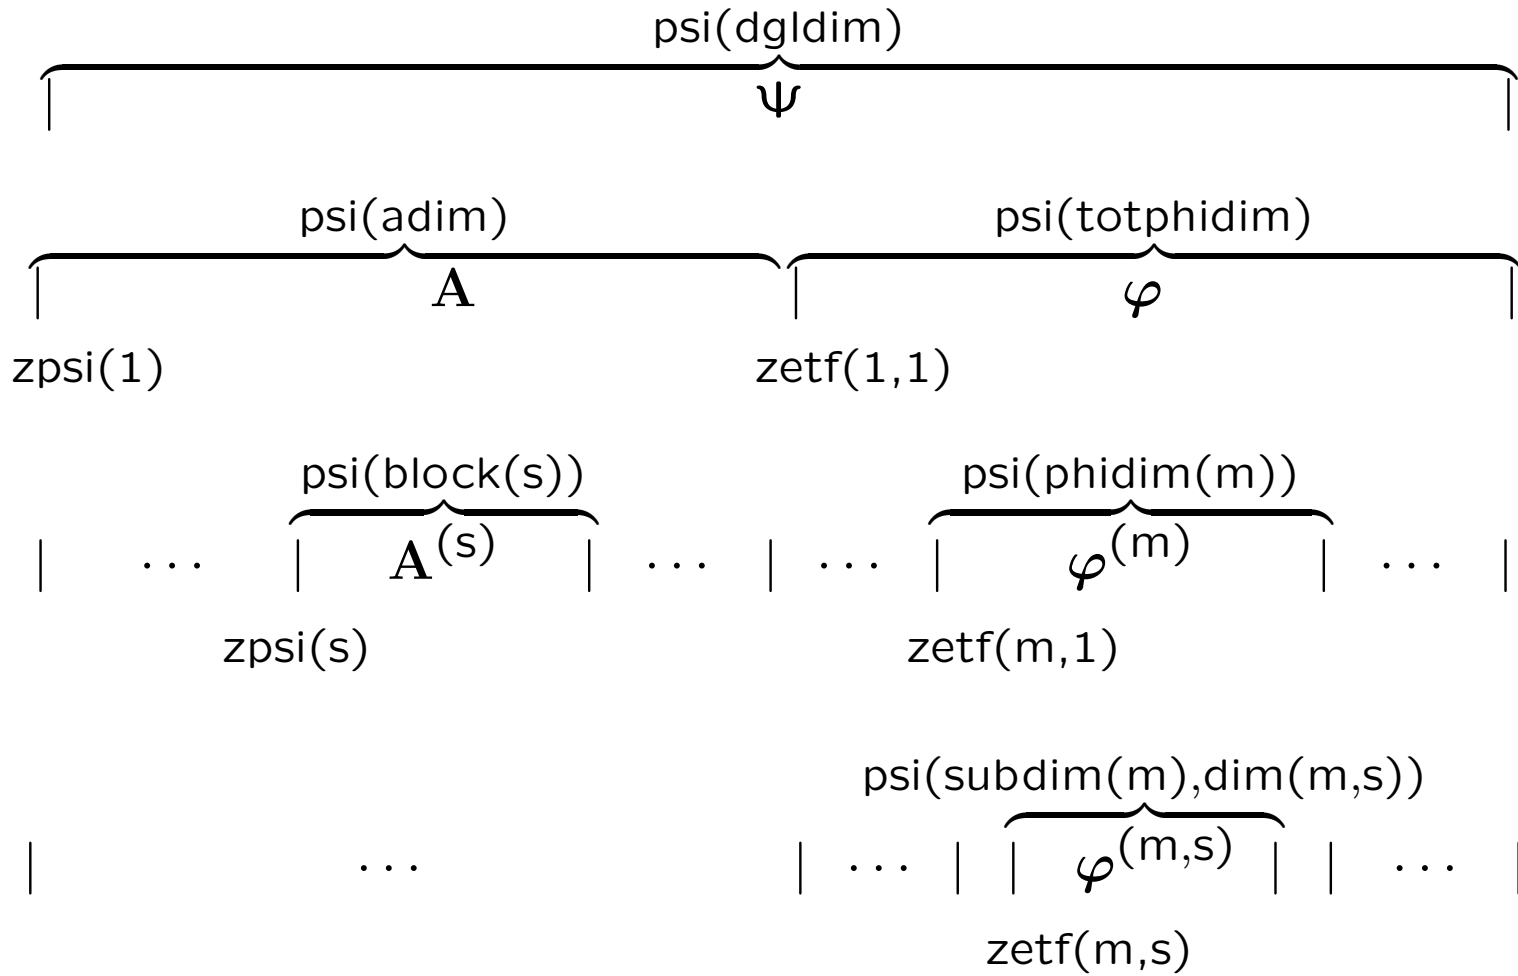 psi(dgldim)
| Ψ |
psi(adim) psi(totphidim)
| A | φ |
zpsi(1) zetf(1,1)
psi(block(s)) psi(phidim(m))
| ··· | A(s) | ··· | ··· | φ(m) | ··· |
zpsi(s) zetf(m,1)
psi(subdim(m),dim(m,s))
| ··· | ··· | | φ(m,s) | | ··· |
zetf(m,s)